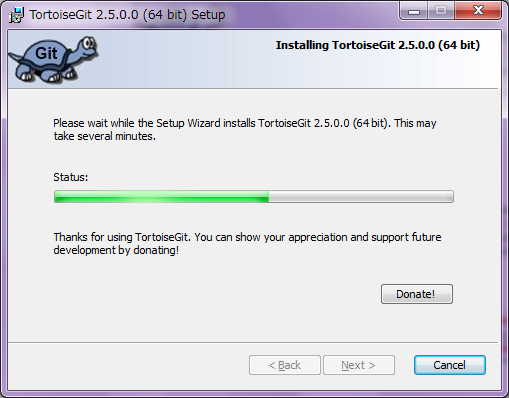 TortoiseGit 2.5.0.0 (64 bit) Setup
Git
Installing TortoiseGit 2.5.0.0 (64 bit)
Please wait while the Setup Wizard installs TortoiseGit 2.5.0.0 (64 bit). This may
take several minutes.
Status:
Thanks for using TortoiseGit. You can show your appreciation and support future
development by donating!
Donate!
< Back
Next >
Cancel